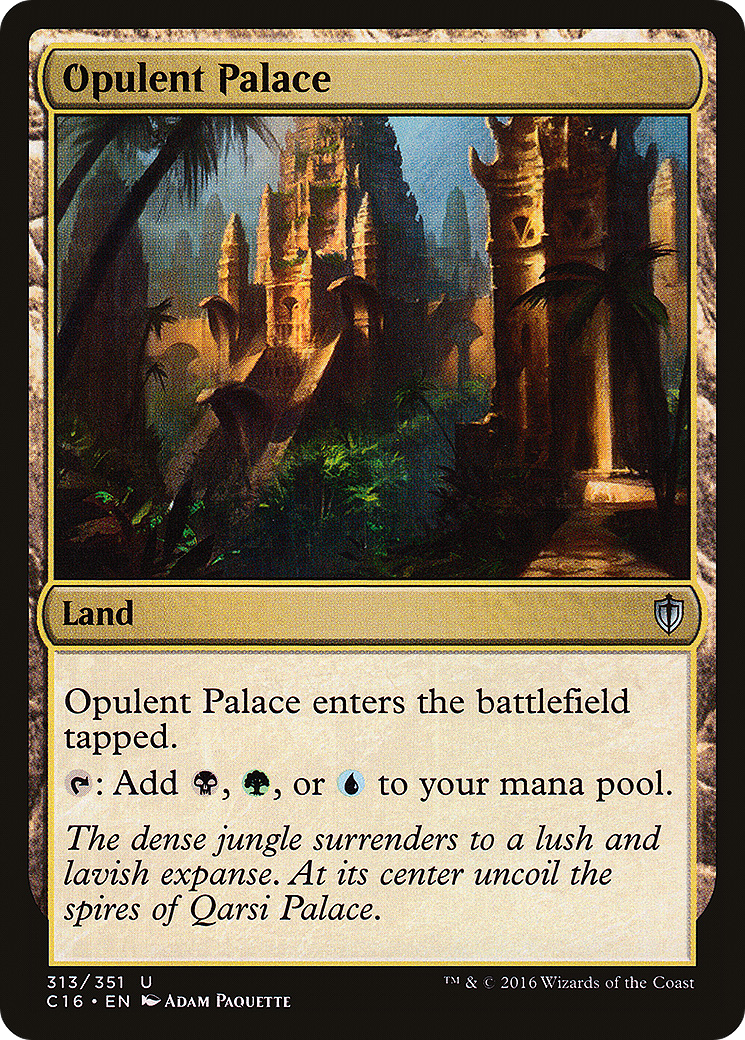 Opulent Palace
Land
Opulent Palace enters the battlefield
tapped.
: Add , , or to your mana pool.
The dense jungle surrenders to a lush and
lavish expanse. At its center uncoil the
spires of Qarsi Palace.
313/351 U
C16 • EN Adam Paquette
™ & © 2016 Wizards of the Coast